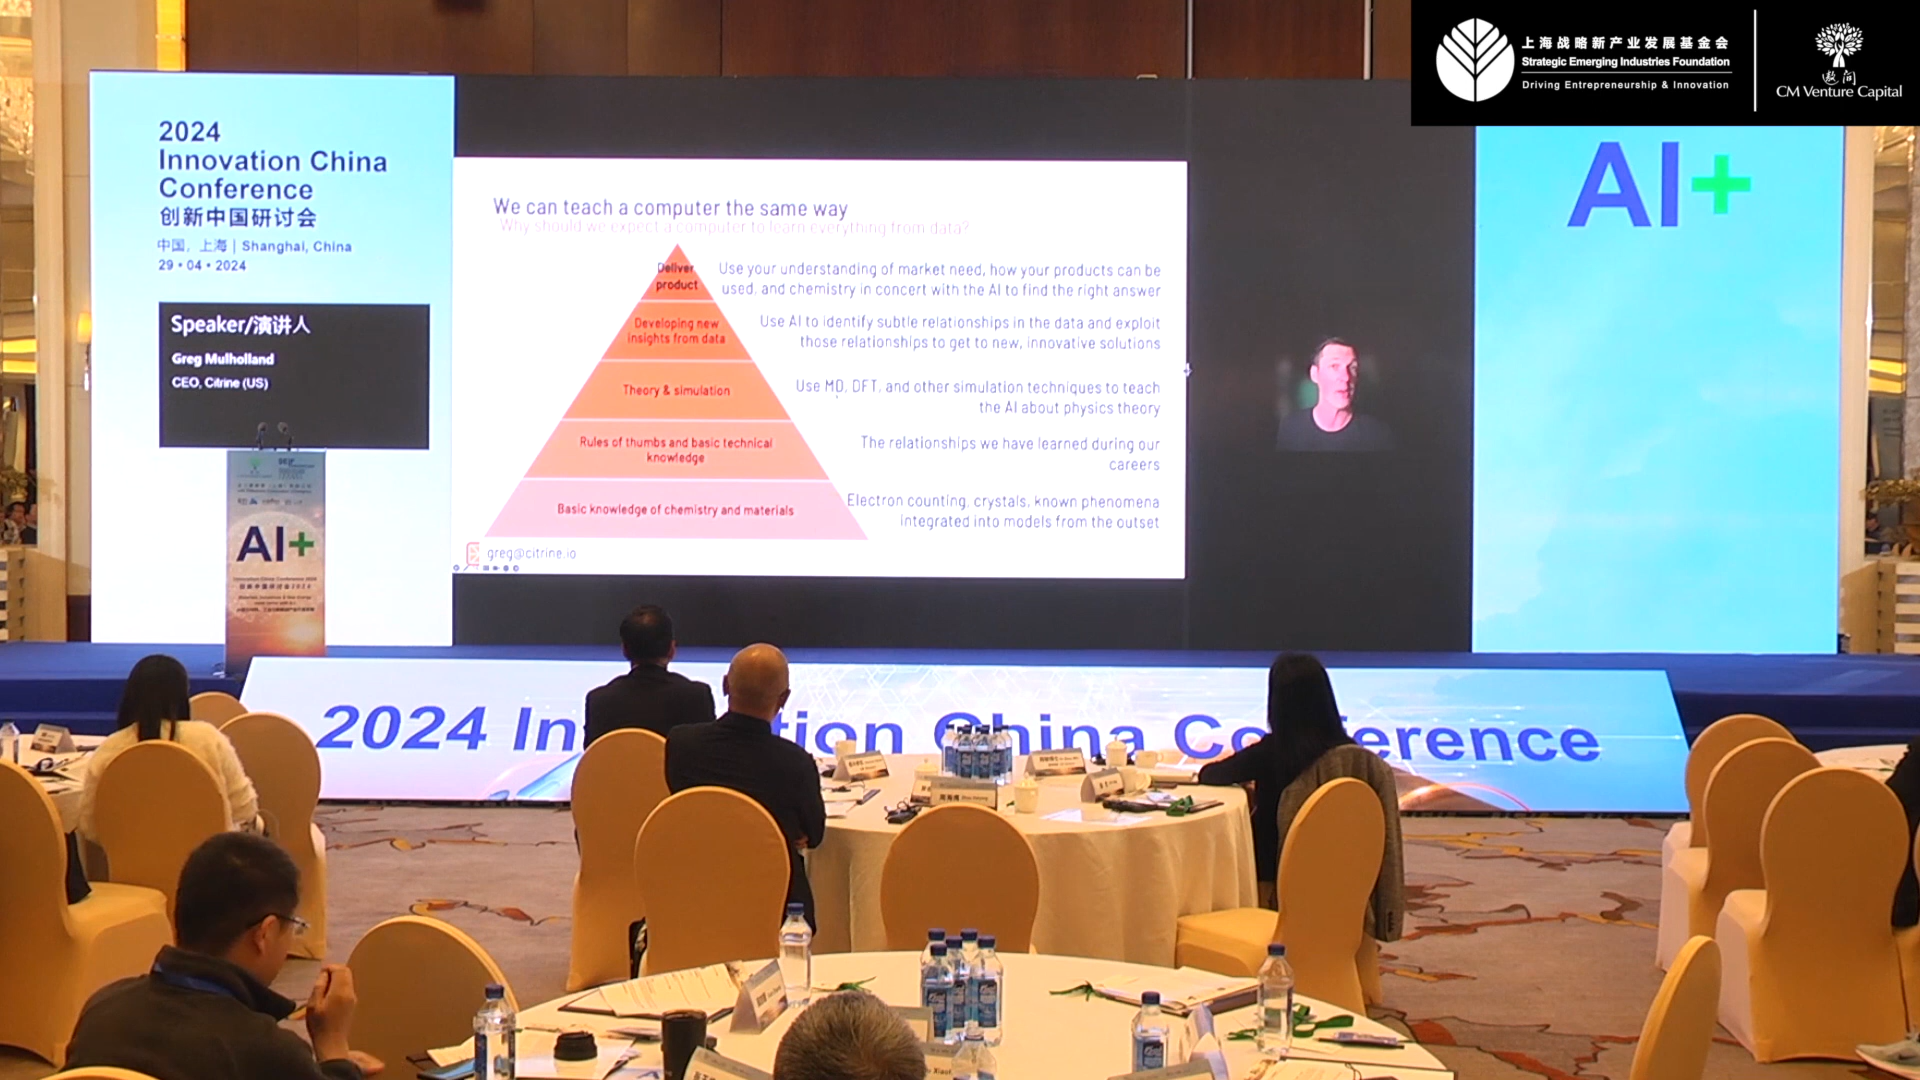 上海战略新产业发展基金会
Strategic Emerging Industries Foundation
Driving Entrepreneurship & Innovation
CM Venture Capital
2024
Innovation China
Conference
创新中国研讨会
中国，上海 | Shanghai, China
29 • 04 • 2024
Speaker/演讲人
Greg Mulholland
CEO, Citrine (US)
We can teach a computer the same way
Why should we expect a computer to learn everything from data?
Deliver
product
Use your understanding of market need, how your products can be
used, and chemistry in concert with the AI to find the right answer
Developing new
insights from data
Use AI to identify subtle relationships in the data and exploit
those relationships to get to new, innovative solutions
Theory & simulation
Use MD, DFT, and other simulation techniques to teach
the AI about physics theory
Rules of thumbs and basic technical
knowledge
The relationships we have learned during our
careers
Basic knowledge of chemistry and materials
Electron counting, crystals, known phenomena
integrated into models from the outset
greg@citrine.io
AI+
AI+
2024 In tion China Co erence